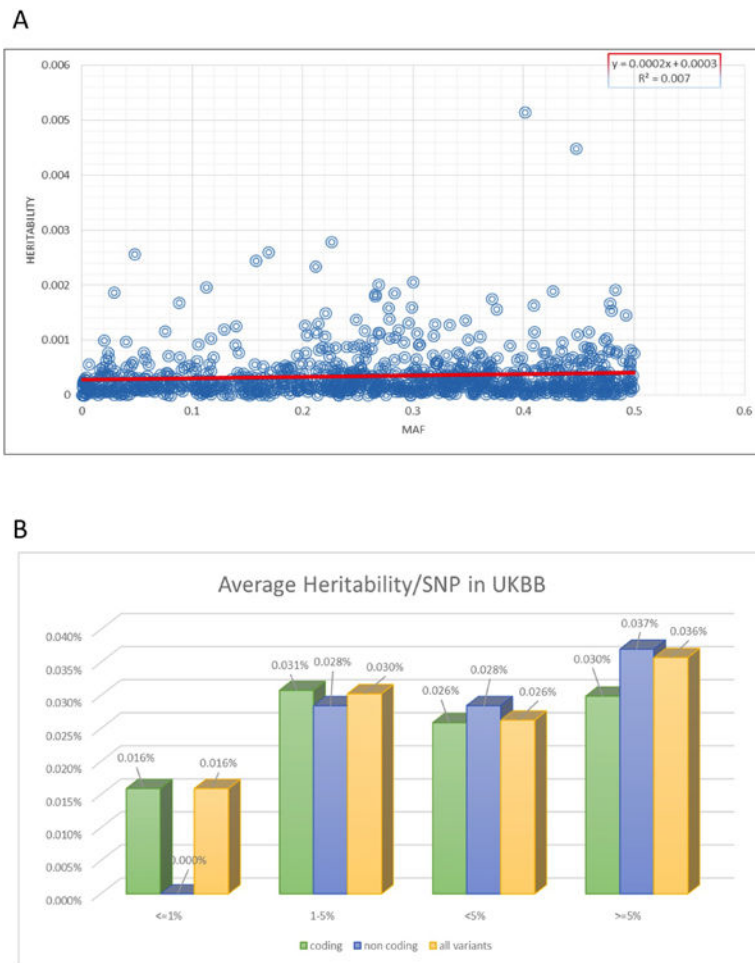 A
y = 0.0002x + 0.0003
R² = 0.007
0.006
0.005
0.004
0.003
0.002
0.001
0
HERITABILITY
0 0.1 0.2 0.3 0.4 0.5 0.6
MAF
B
Average Heritability/SNP in UKBB
0.040%
0.035%
0.030%
0.025%
0.020%
0.015%
0.010%
0.005%
0.000%
0.016% 0.000% 0.016%
0.031% 0.028% 0.030%
0.026% 0.028% 0.026%
0.030% 0.037% 0.036%
<=1% 1-5% <5% >=5%
coding non coding all variants